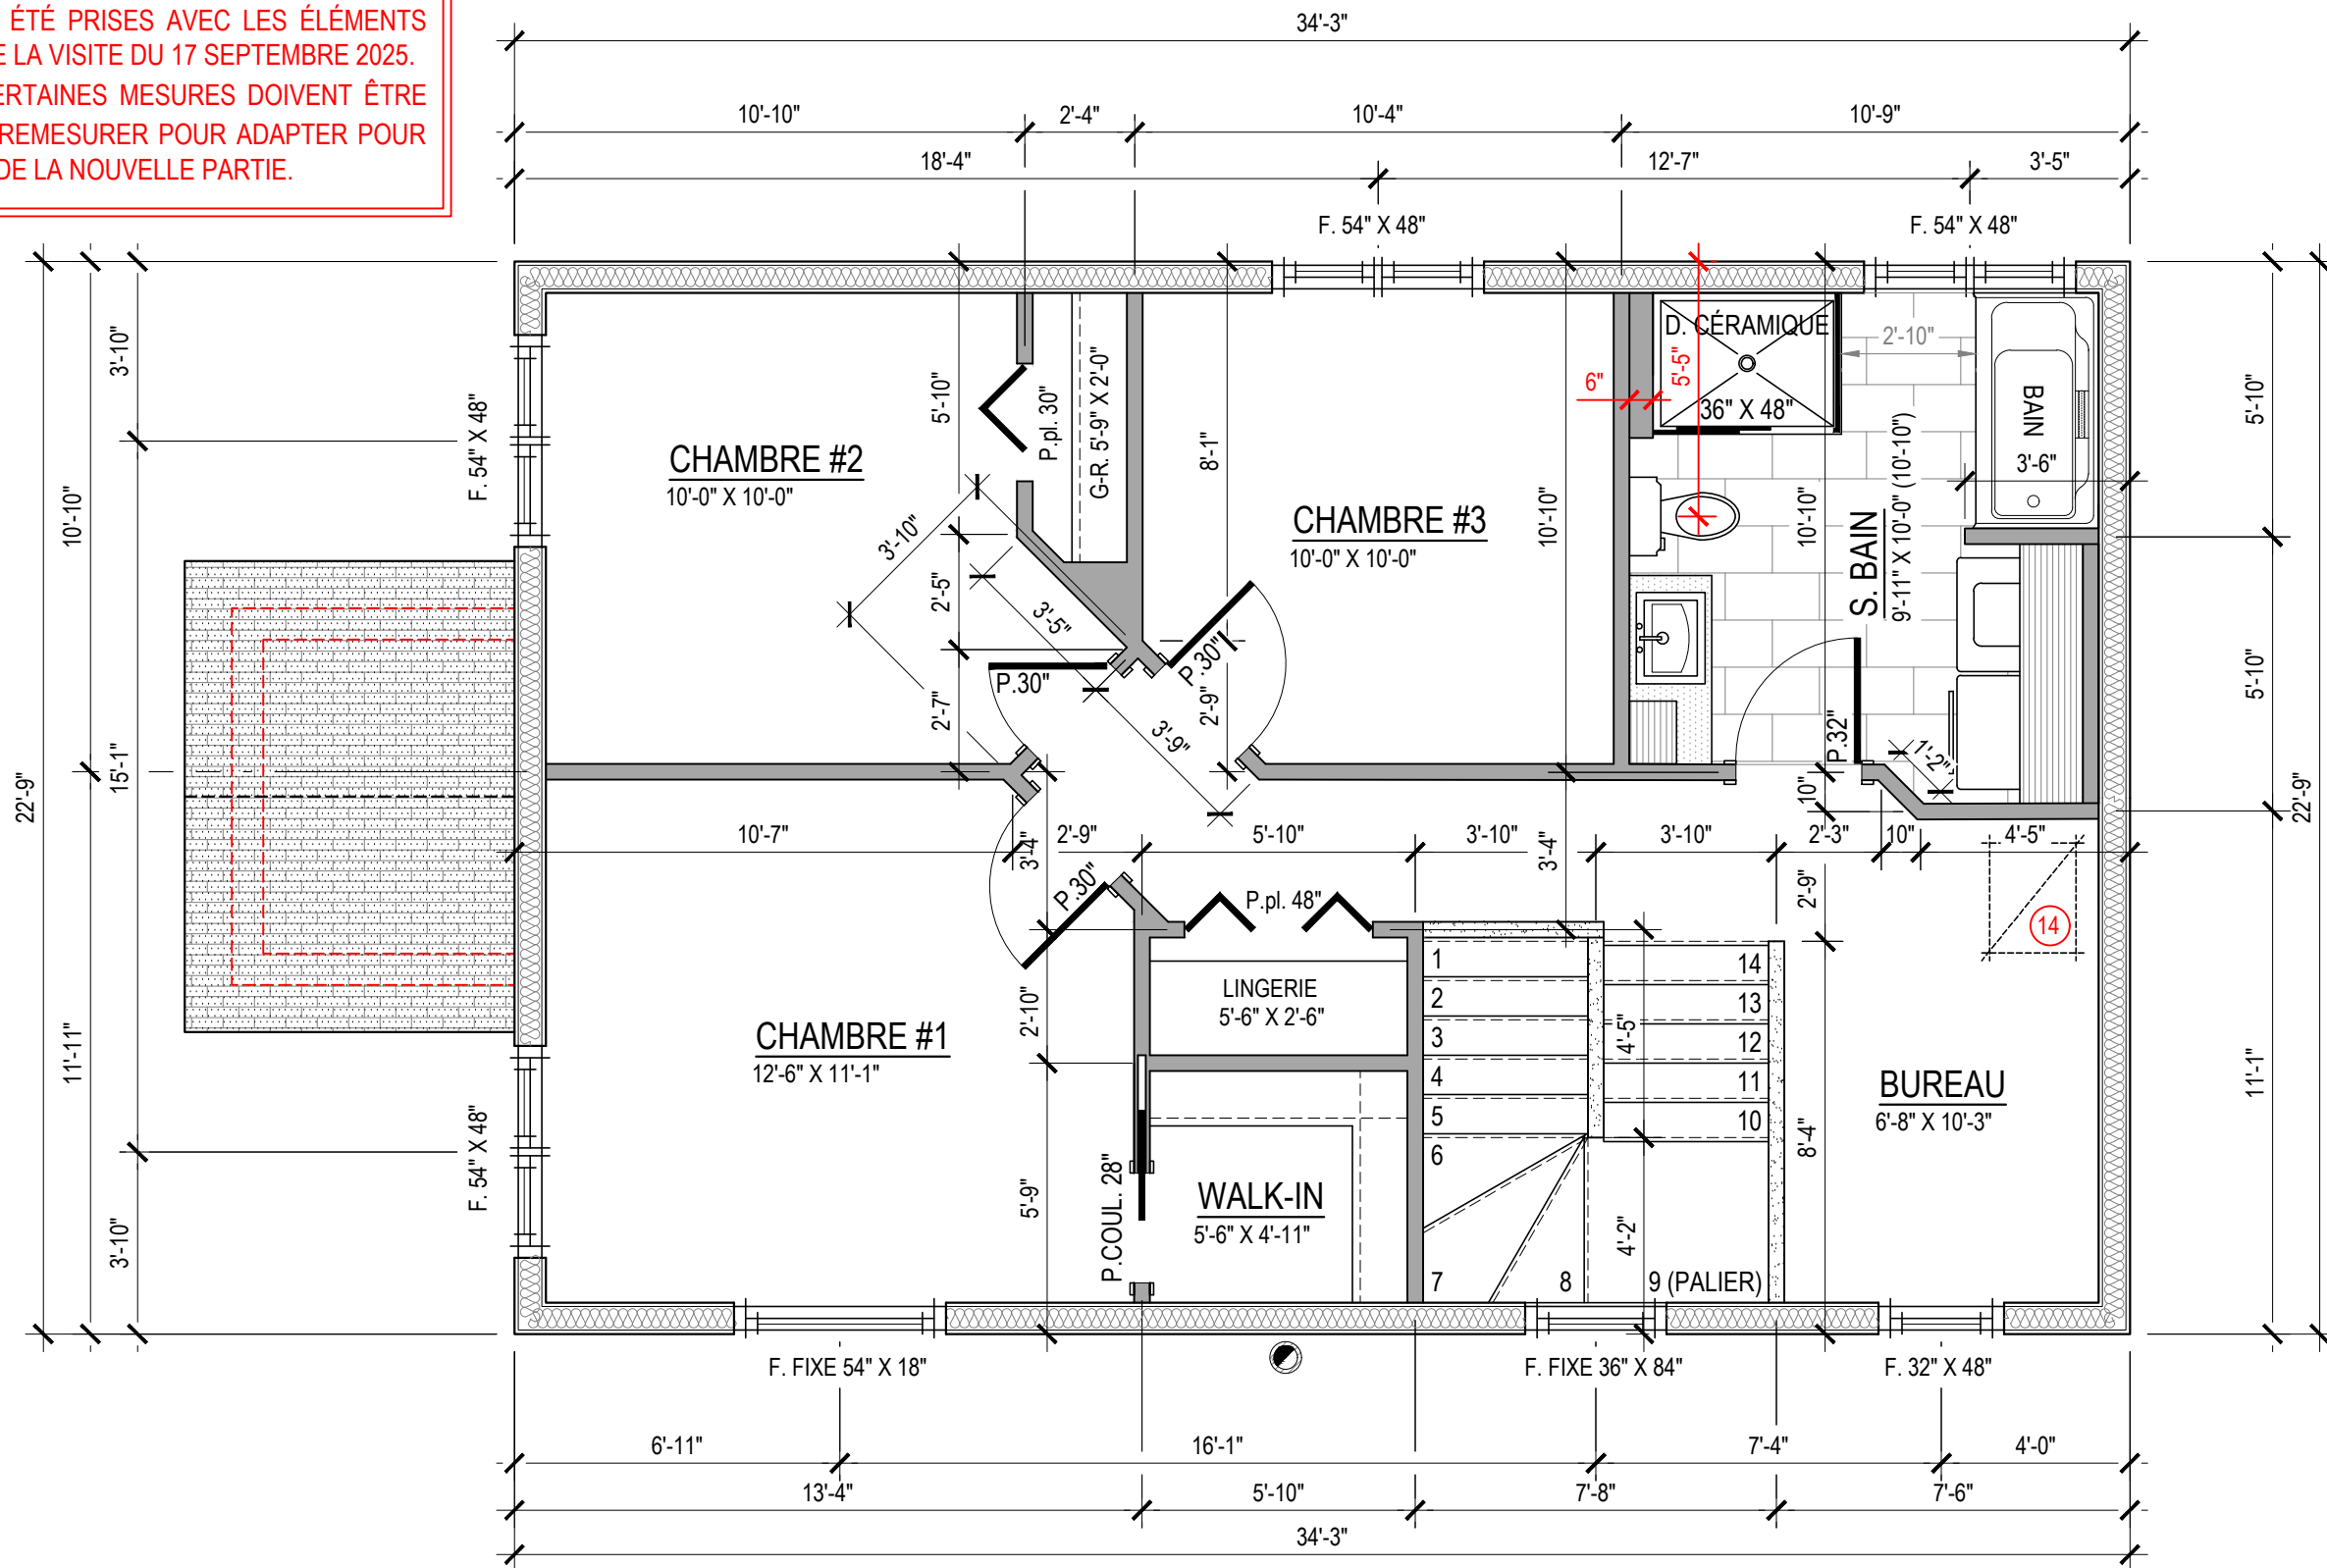 ÉTÉ PRISES AVEC LES ÉLÉMENTS
LA VISITE DU 17 SEPTEMBRE 2025.
MESURES DOIVENT ÊTRE
REMESURER POUR ADAPTER POUR
DE LA NOUVELLE PARTIE.
34'-3"
10'-10"
2'-4"
10'-4"
10'-9"
18'-4"
12'-7"
3'-5"
F. 54" X 48"
F. 54" X 48"
3'-10"
10'-10"
15'-1"
22'-9"
11'-11"
3'-10"
F. 54" X 48"
F. 54" X 48"
CHAMBRE #2
10'-0" X 10'-0"
5'-10"
P.pl. 30"
G-R. 5'-9" X 2'-0"
3'-10"
2'-5"
3'-5"
2'-7"
P.30"
8'-1"
CHAMBRE #3
10'-0" X 10'-0"
10'-10"
P.30"
2'-9"
3'-9"
6"
5'-5"
D. CÉRAMIQUE
36" X 48"
2'-10"
BAIN
3'-6"
10'-10"
S. BAIN
9'-11" X 10'-0" (10'-10")
P.32"
1'-2"
10"
5'-10"
5'-10"
22'-9"
11'-1"
10'-7"
3'-4"
2'-9"
5'-10"
3'-10"
3'-4"
3'-10"
2'-3"
10"
4'-5"
P.30"
P.pl. 48"
2'-9"
14
LINGERIE
5'-6" X 2'-6"
2'-10"
CHAMBRE #1
12'-6" X 11'-1"
5'-9"
P.COUL. 28"
WALK-IN
5'-6" X 4'-11"
1
2
3
4
5
6
7
8
9 (PALIER)
14
13
12
11
10
4'-5"
4'-2"
8'-4"
BUREAU
6'-8" X 10'-3"
F. FIXE 54" X 18"
F. FIXE 36" X 84"
F. 32" X 48"
6'-11"
16'-1"
7'-4"
4'-0"
13'-4"
5'-10"
7'-8"
7'-6"
34'-3"